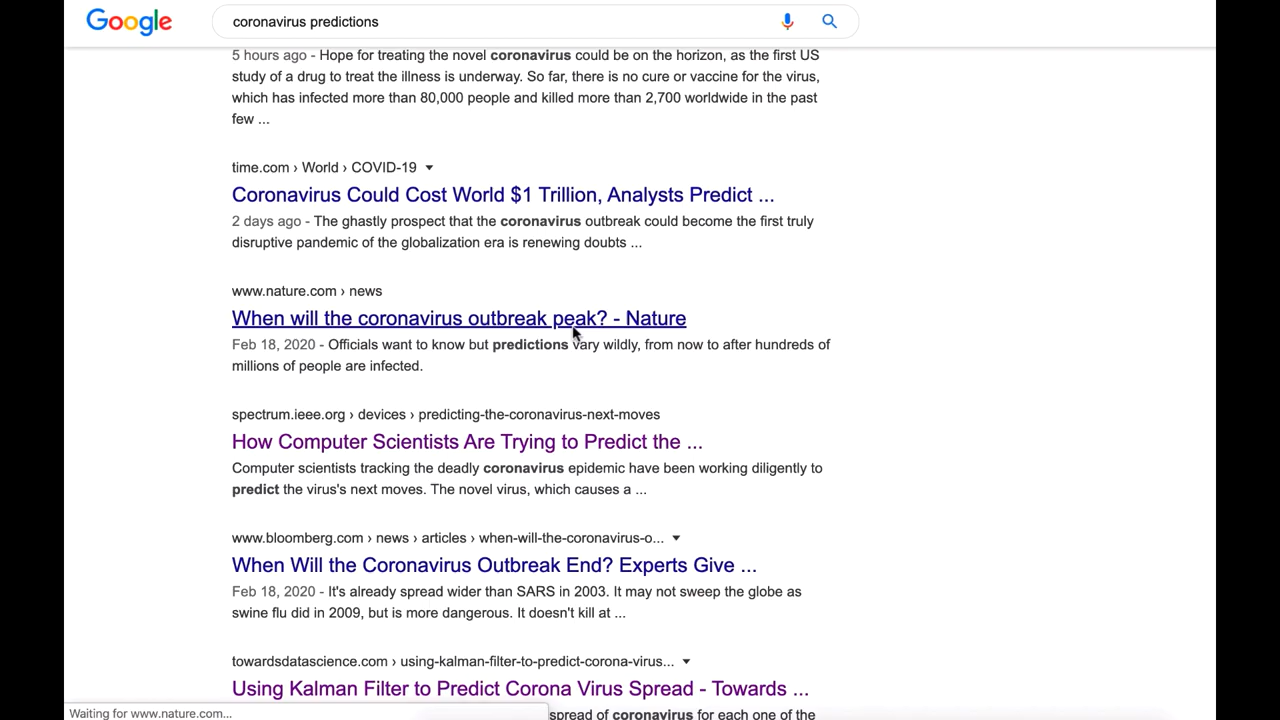 Google
coronavirus predictions
5 hours ago - Hope for treating the novel coronavirus could be on the horizon, as the first US
study of a drug to treat the illness is underway. So far, there is no cure or vaccine for the virus,
which has infected more than 80,000 people and killed more than 2,700 worldwide in the past
few ...
time.com › World › COVID-19
Coronavirus Could Cost World $1 Trillion, Analysts Predict ...
2 days ago - The ghastly prospect that the coronavirus outbreak could become the first truly
disruptive pandemic of the globalization era is renewing doubts ...
www.nature.com › news
When will the coronavirus outbreak peak? - Nature
Feb 18, 2020 - Officials want to know but predictions vary wildly, from now to after hundreds of
millions of people are infected.
spectrum.ieee.org › devices › predicting-the-coronavirus-next-moves
How Computer Scientists Are Trying to Predict the ...
Computer scientists tracking the deadly coronavirus epidemic have been working diligently to
predict the virus's next moves. The novel virus, which causes a ...
www.bloomberg.com › news › articles › when-will-the-coronavirus-o...
When Will the Coronavirus Outbreak End? Experts Give ...
Feb 18, 2020 - It's already spread wider than SARS in 2003. It may not sweep the globe as
swine flu did in 2009, but is more dangerous. It doesn't kill at ...
towardsdatascience.com › using-kalman-filter-to-predict-corona-virus...
Using Kalman Filter to Predict Corona Virus Spread - Towards ...
Waiting for www.nature.com...
spread of coronavirus for each one of the